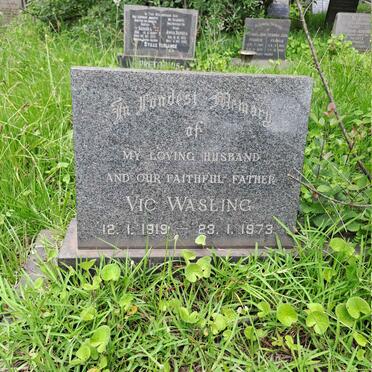 In Fondest Memory
of
MY LOVING HUSBAND
AND OUR FAITHFUL FATHER
VIC WASLING
12. 1. 1919 - 23. 1. 1973